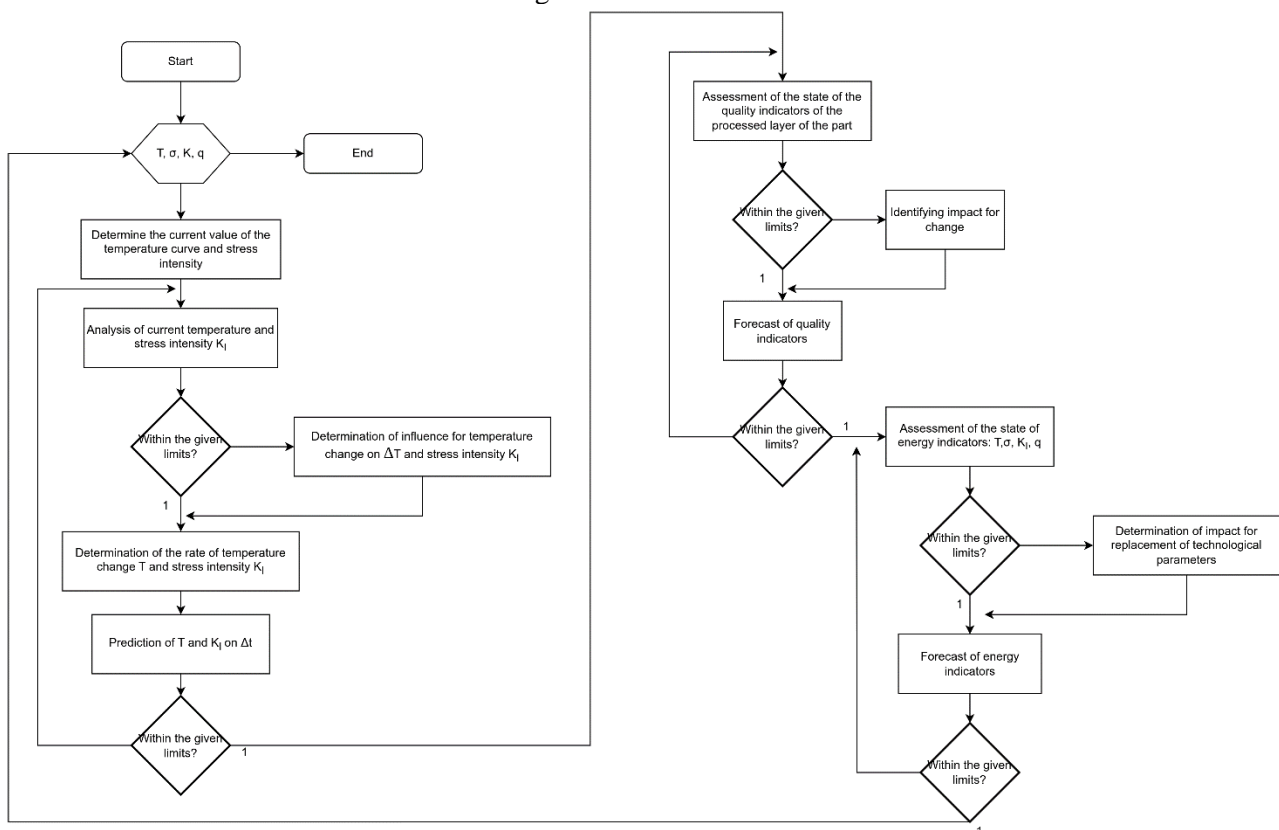 Start
T, σ, K, q
End
Determine the current value of the
temperature curve and stress
intensity
Analysis of current temperature and
stress intensity K_I
Within the given
limits?
Determination of influence for temperature
change on ΔT and stress intensity K_I
1
Determination of the rate of temperature
change T and stress intensity K_I
Prediction of T and K_I on Δt
Within the given
limits?
1
Assessment of the state of the
quality indicators of the
processed layer of the part
Within the given
limits?
Identifying impact for
change
1
Forecast of quality
indicators
Within the given
limits?
1
Assessment of the state of
energy indicators: T,σ, K_I, q
Within the given
limits?
Determination of impact for
replacement of technological
parameters
1
Forecast of energy
indicators
Within the given
limits?